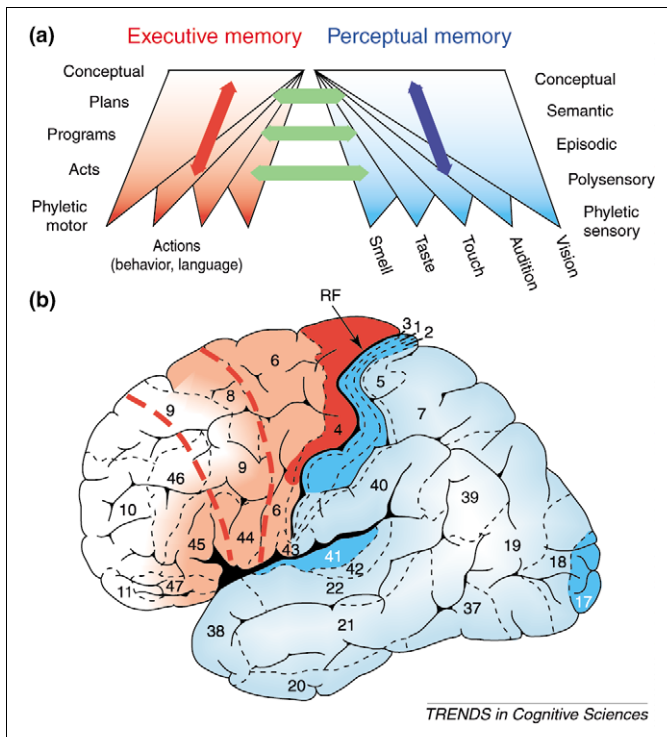 (a)
Executive memory
Perceptual memory
Conceptual
Plans
Programs
Acts
Phyletic
motor
Conceptual
Semantic
Episodic
Polysensory
Phyletic
sensory
Actions
(behavior, language)
Smell
Taste
Touch
Audition
Vision
(b)
RF
3
1
2
6
8
9
4
5
7
9
46
10
6
40
39
45
44
43
41
42
19
18
11
47
22
37
17
38
21
20
TRENDS in Cognitive Sciences